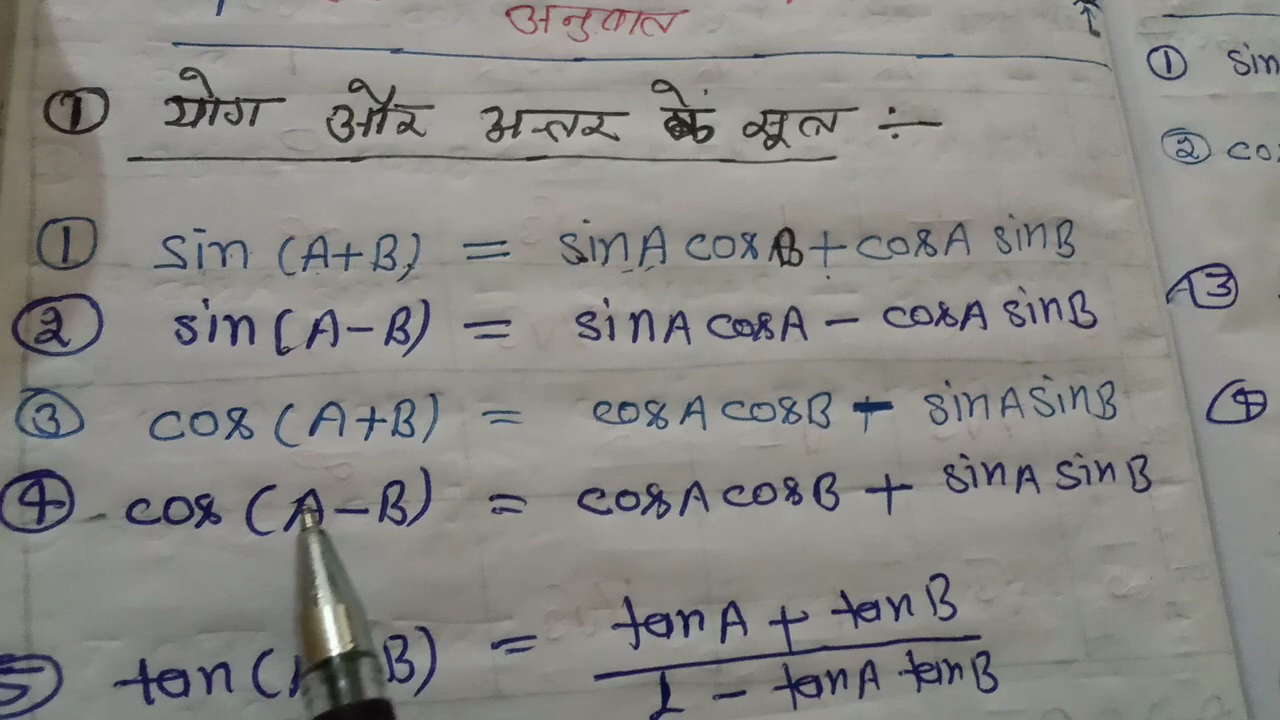 अनुपात
① योग और अन्तर के सूत्र :-
① sin (A+B) = sinA cosB + cosA sinB
② sin (A-B) = sinA cosA - cosA sinB
③ cos (A+B) = cosA cosB - sinA sinB
④ cos (A-B) = cosA cosB + sinA sinB
⑤ tan ( B) = tanA + tanB
1 - tanA tanB
① sin
② cos
③
④